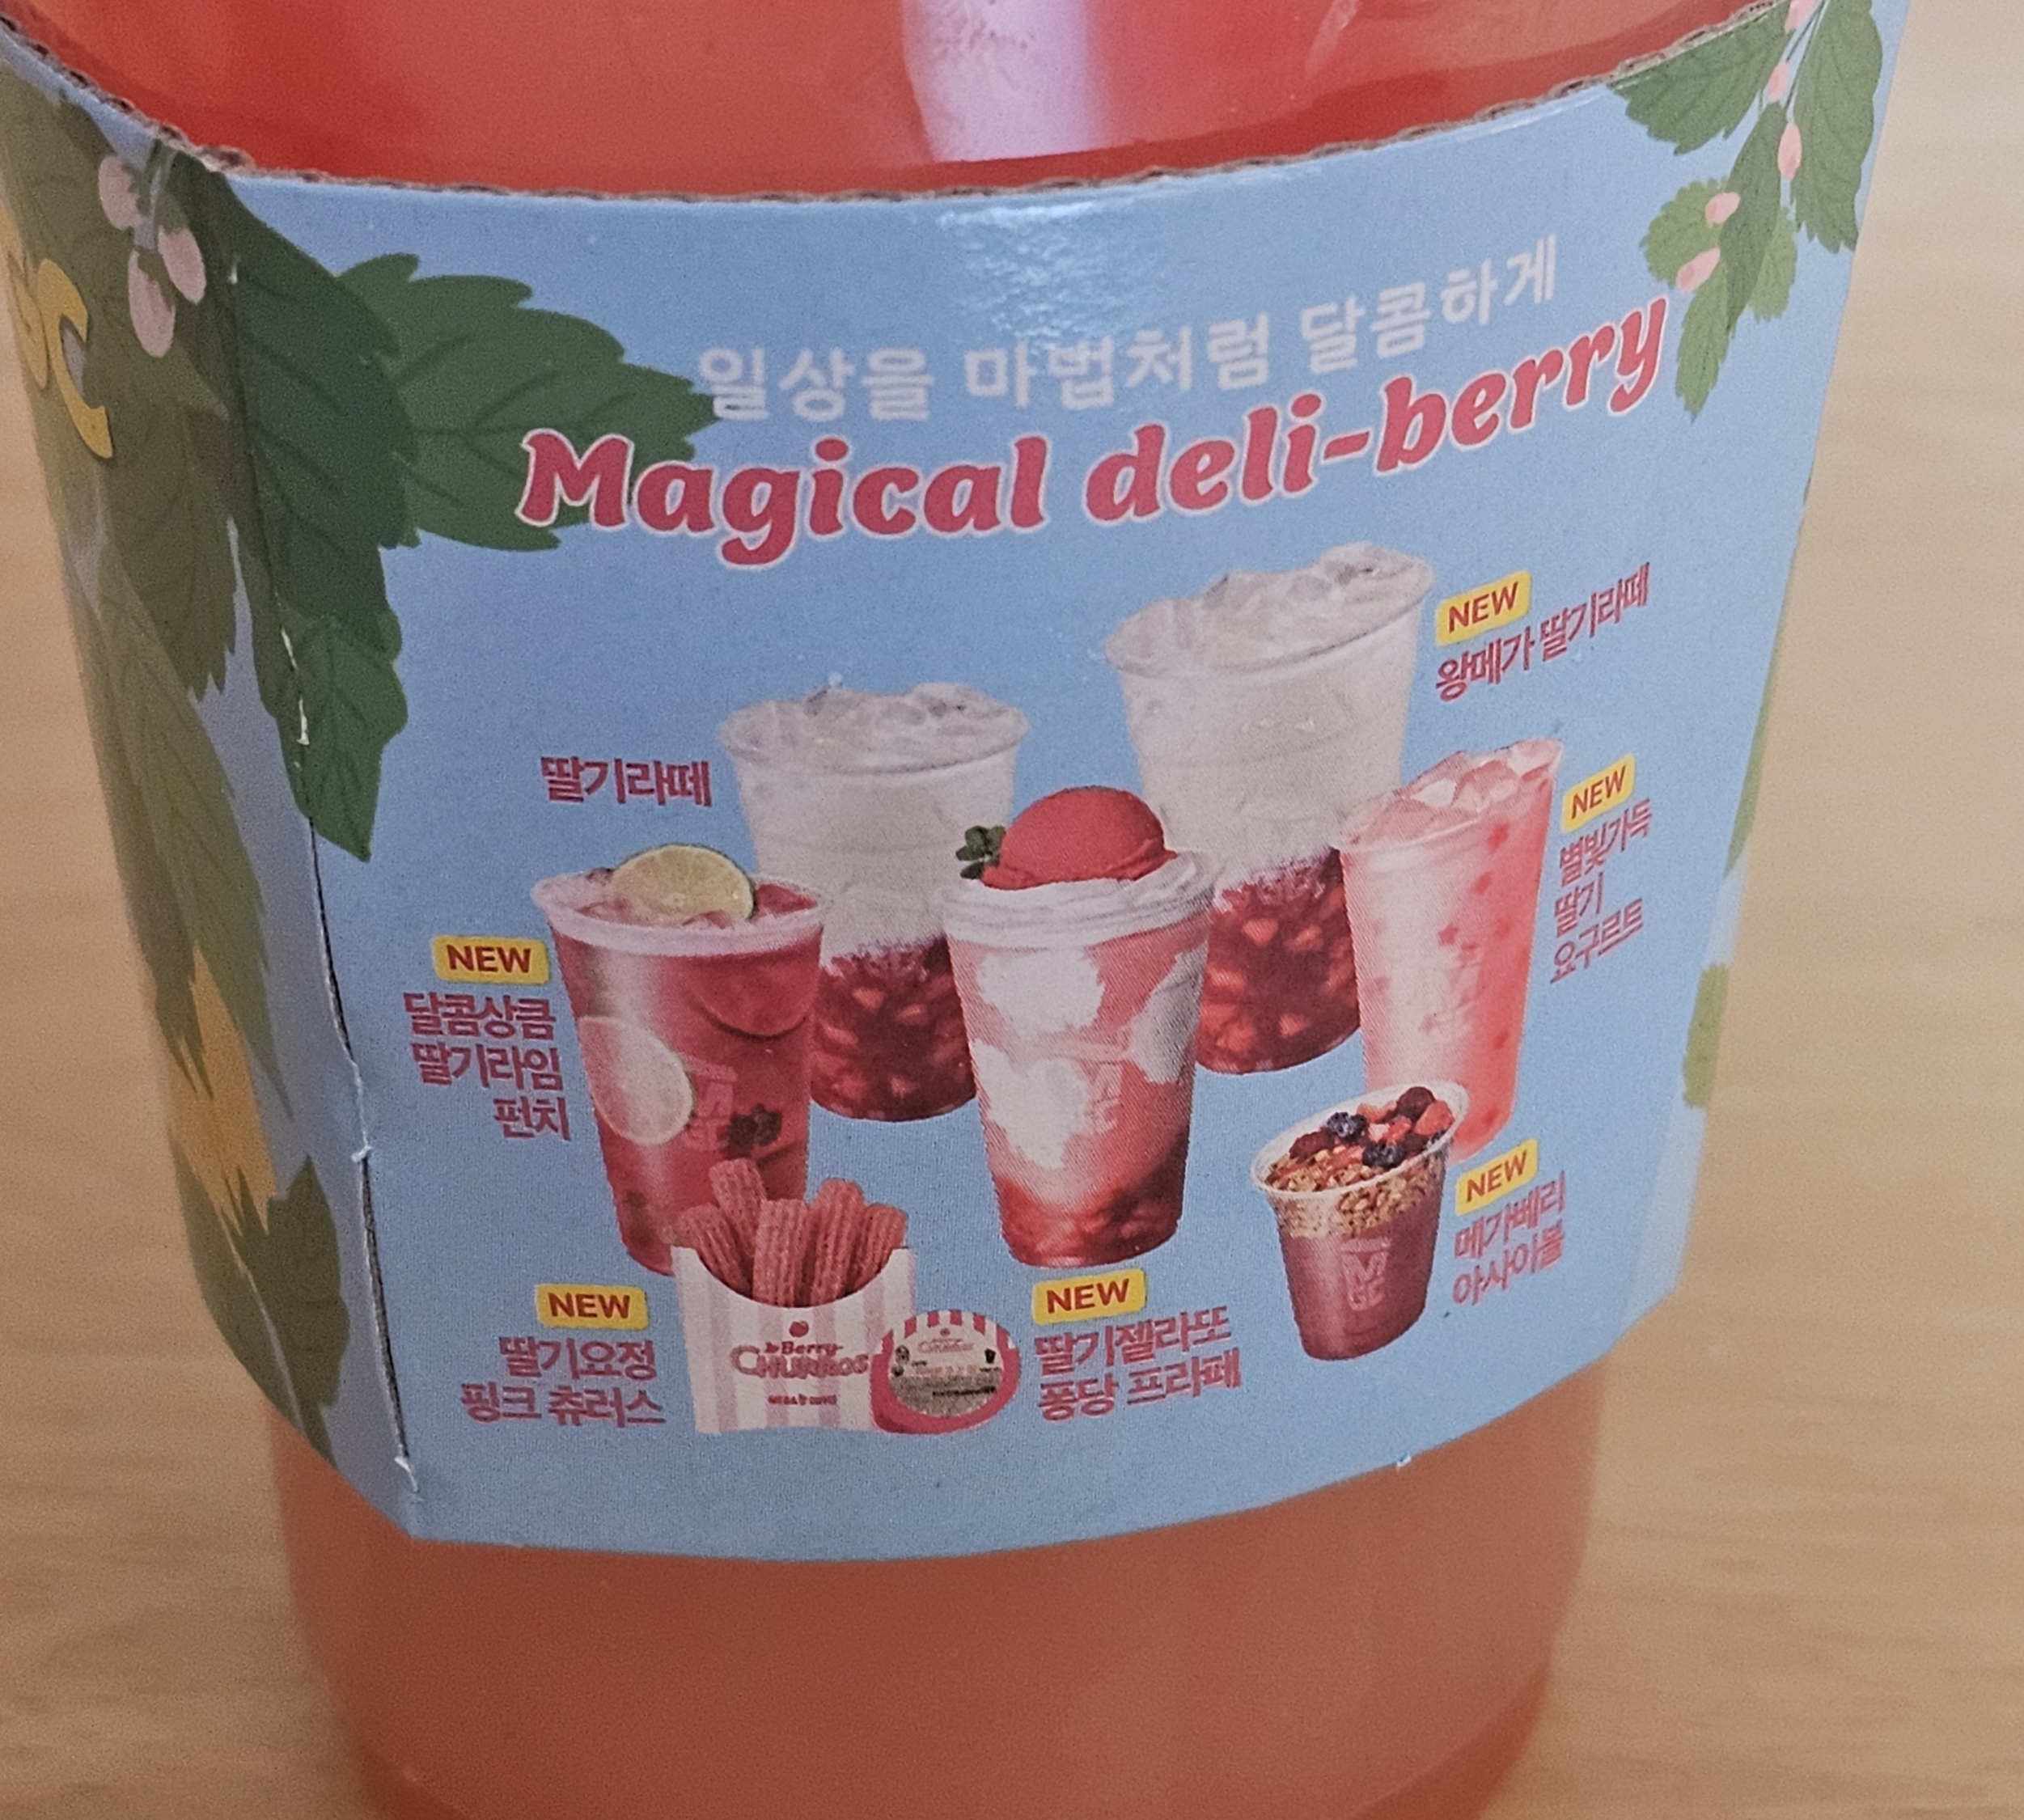 일상을 마법처럼 달콤하게
Magical deli-berry
NEW
왕메가 딸기라떼
딸기라떼
NEW
별빛가득
딸기
요구르트
NEW
달콤상큼
딸기라임
펀치
NEW
메가베리
아사이볼
NEW
딸기요정
핑크 츄러스
Berry
CHURROS
NEW
딸기젤라또
퐁당 프라페